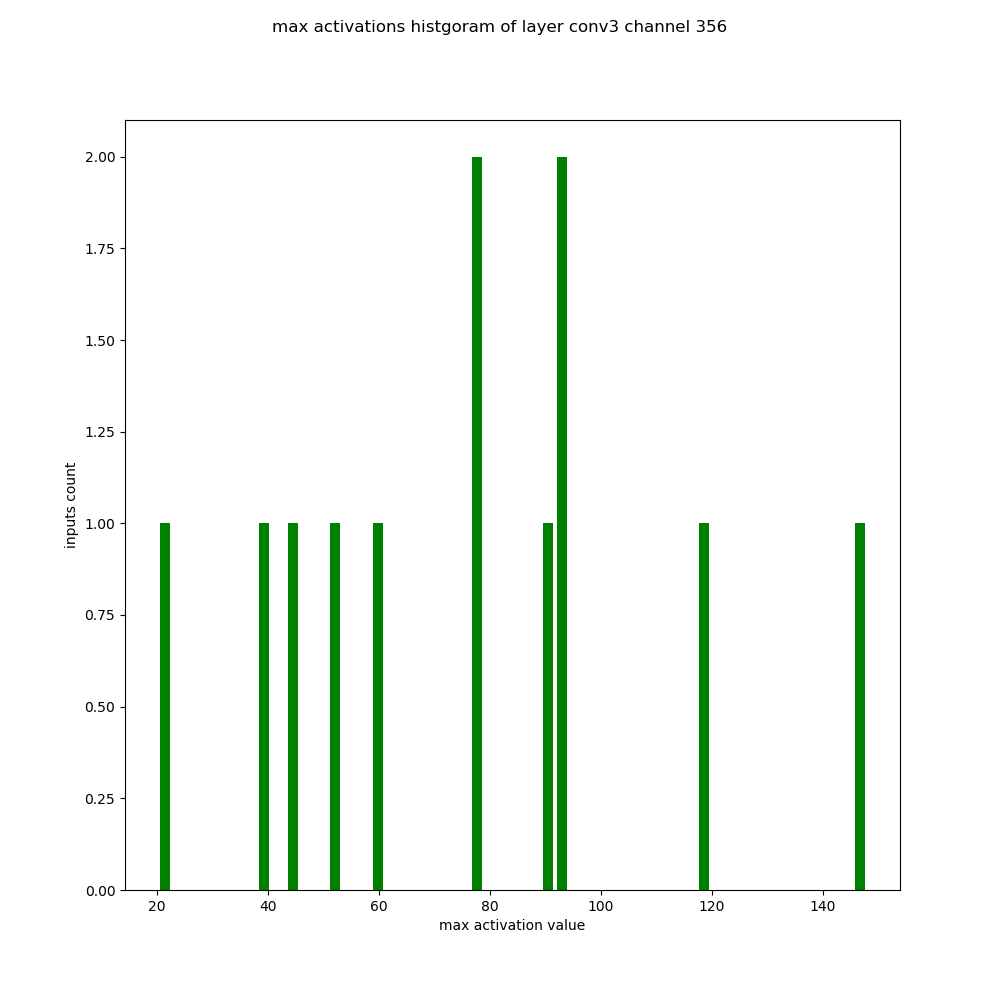 max activations histgoram of layer conv3 channel 356
2.00
1.75
1.50
1.25
1.00
0.75
0.50
0.25
0.00
inputs count
20 40 60 80 100 120 140
max activation value